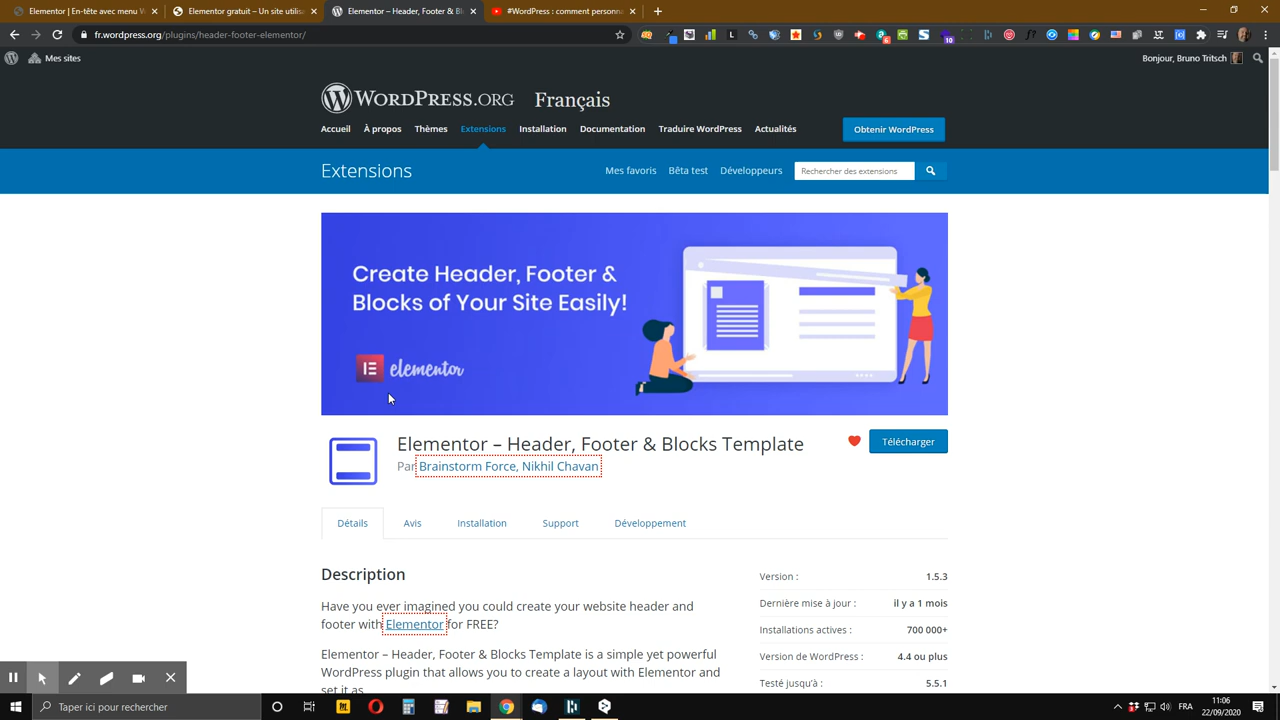 Elementor | En-tête avec menu V
Elementor gratuit – Un site utilis
Elementor – Header, Footer & Blo
#WordPress : comment personna
fr.wordpress.org/plugins/header-footer-elementor/
Mes sites
Bonjour, Bruno Tritsch
WORDPRESS.ORG
Français
Accueil
À propos
Thèmes
Extensions
Installation
Documentation
Traduire WordPress
Actualités
Obtenir WordPress
Extensions
Mes favoris
Bêta test
Développeurs
Rechercher des extensions
Create Header, Footer &
Blocks of Your Site Easily!
elementor
Elementor – Header, Footer & Blocks Template
Télécharger
Par Brainstorm Force, Nikhil Chavan
Détails
Avis
Installation
Support
Développement
Description
Have you ever imagined you could create your website header and
footer with Elementor for FREE?
Elementor – Header, Footer & Blocks Template is a simple yet powerful
WordPress plugin that allows you to create a layout with Elementor and
set it as
Version : 1.5.3
Dernière mise à jour : il y a 1 mois
Installations actives : 700 000+
Version de WordPress : 4.4 ou plus
Testé jusqu'à : 5.5.1
Taper ici pour rechercher
FRA
11:06
22/09/2020